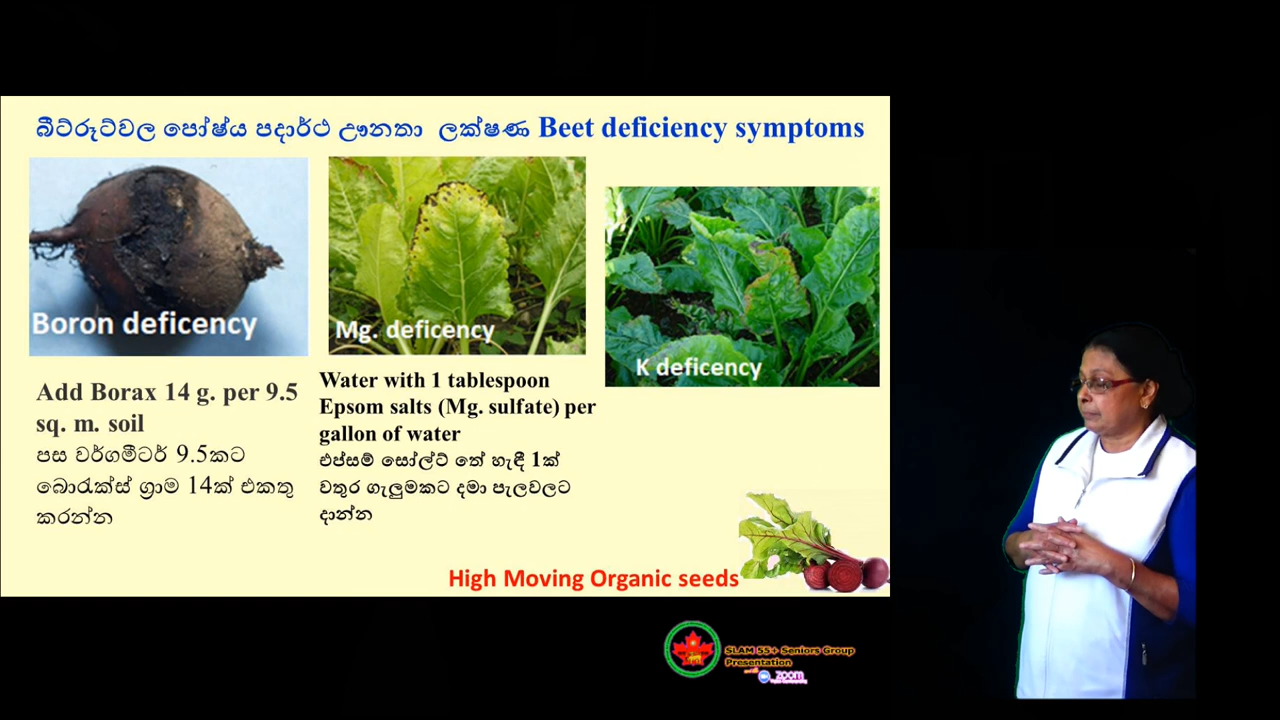 බීට්රූට්වල පෝෂ්ය පදාර්ථ ඌනතා ලක්ෂණ Beet deficiency symptoms
Boron deficency
Mg. deficency
K deficency
Add Borax 14 g. per 9.5
sq. m. soil
පස වර්ගමීටර් 9.5කට
බොරැක්ස් ග්‍රාම 14ක් එකතු
කරන්න
Water with 1 tablespoon
Epsom salts (Mg. sulfate) per
gallon of water
එප්සම් සෝල්ට් තේ හැඳී 1ක්
වතුර ගැලුමකට දමා පැලවලට
දාන්න
High Moving Organic seeds
SLAM 55+ Seniors Group
Presentation
zoom